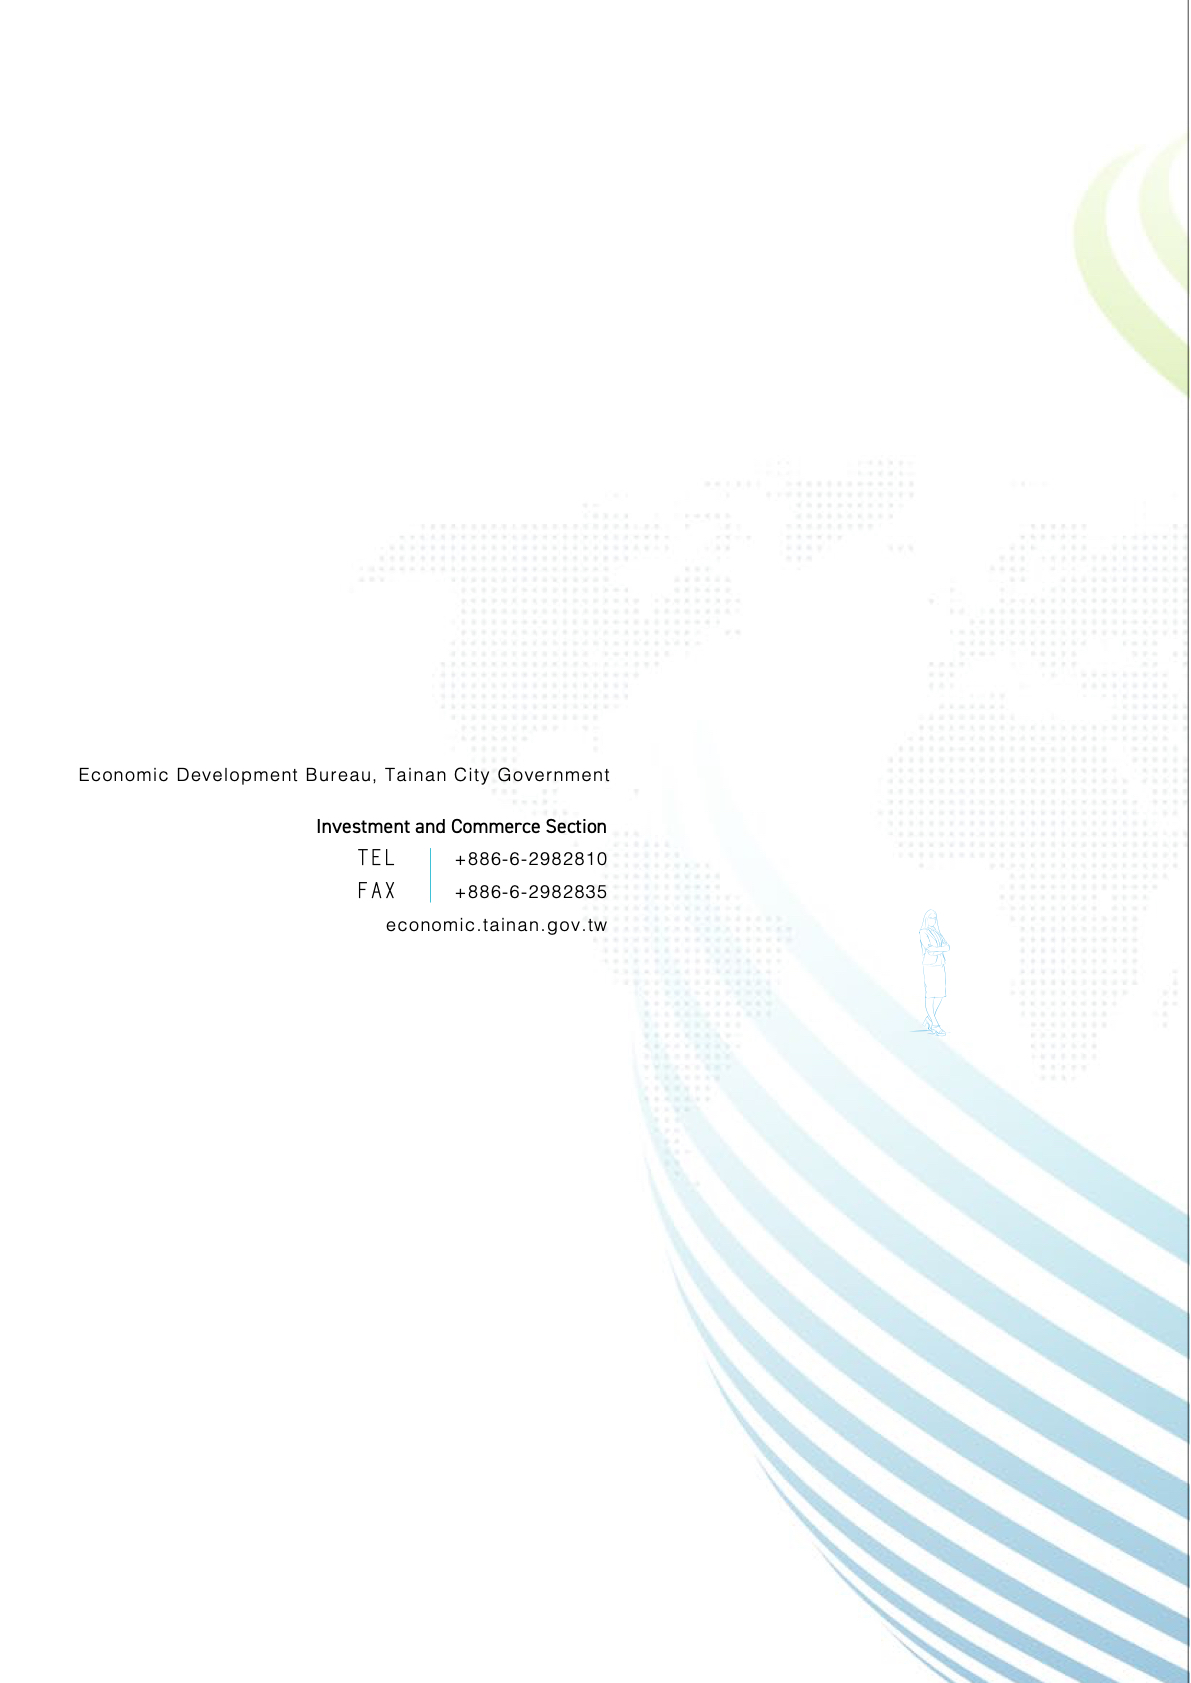 Economic Development Bureau, Tainan City Government
Investment and Commerce Section
TEL +886-6-2982810
FAX +886-6-2982835
economic.tainan.gov.tw